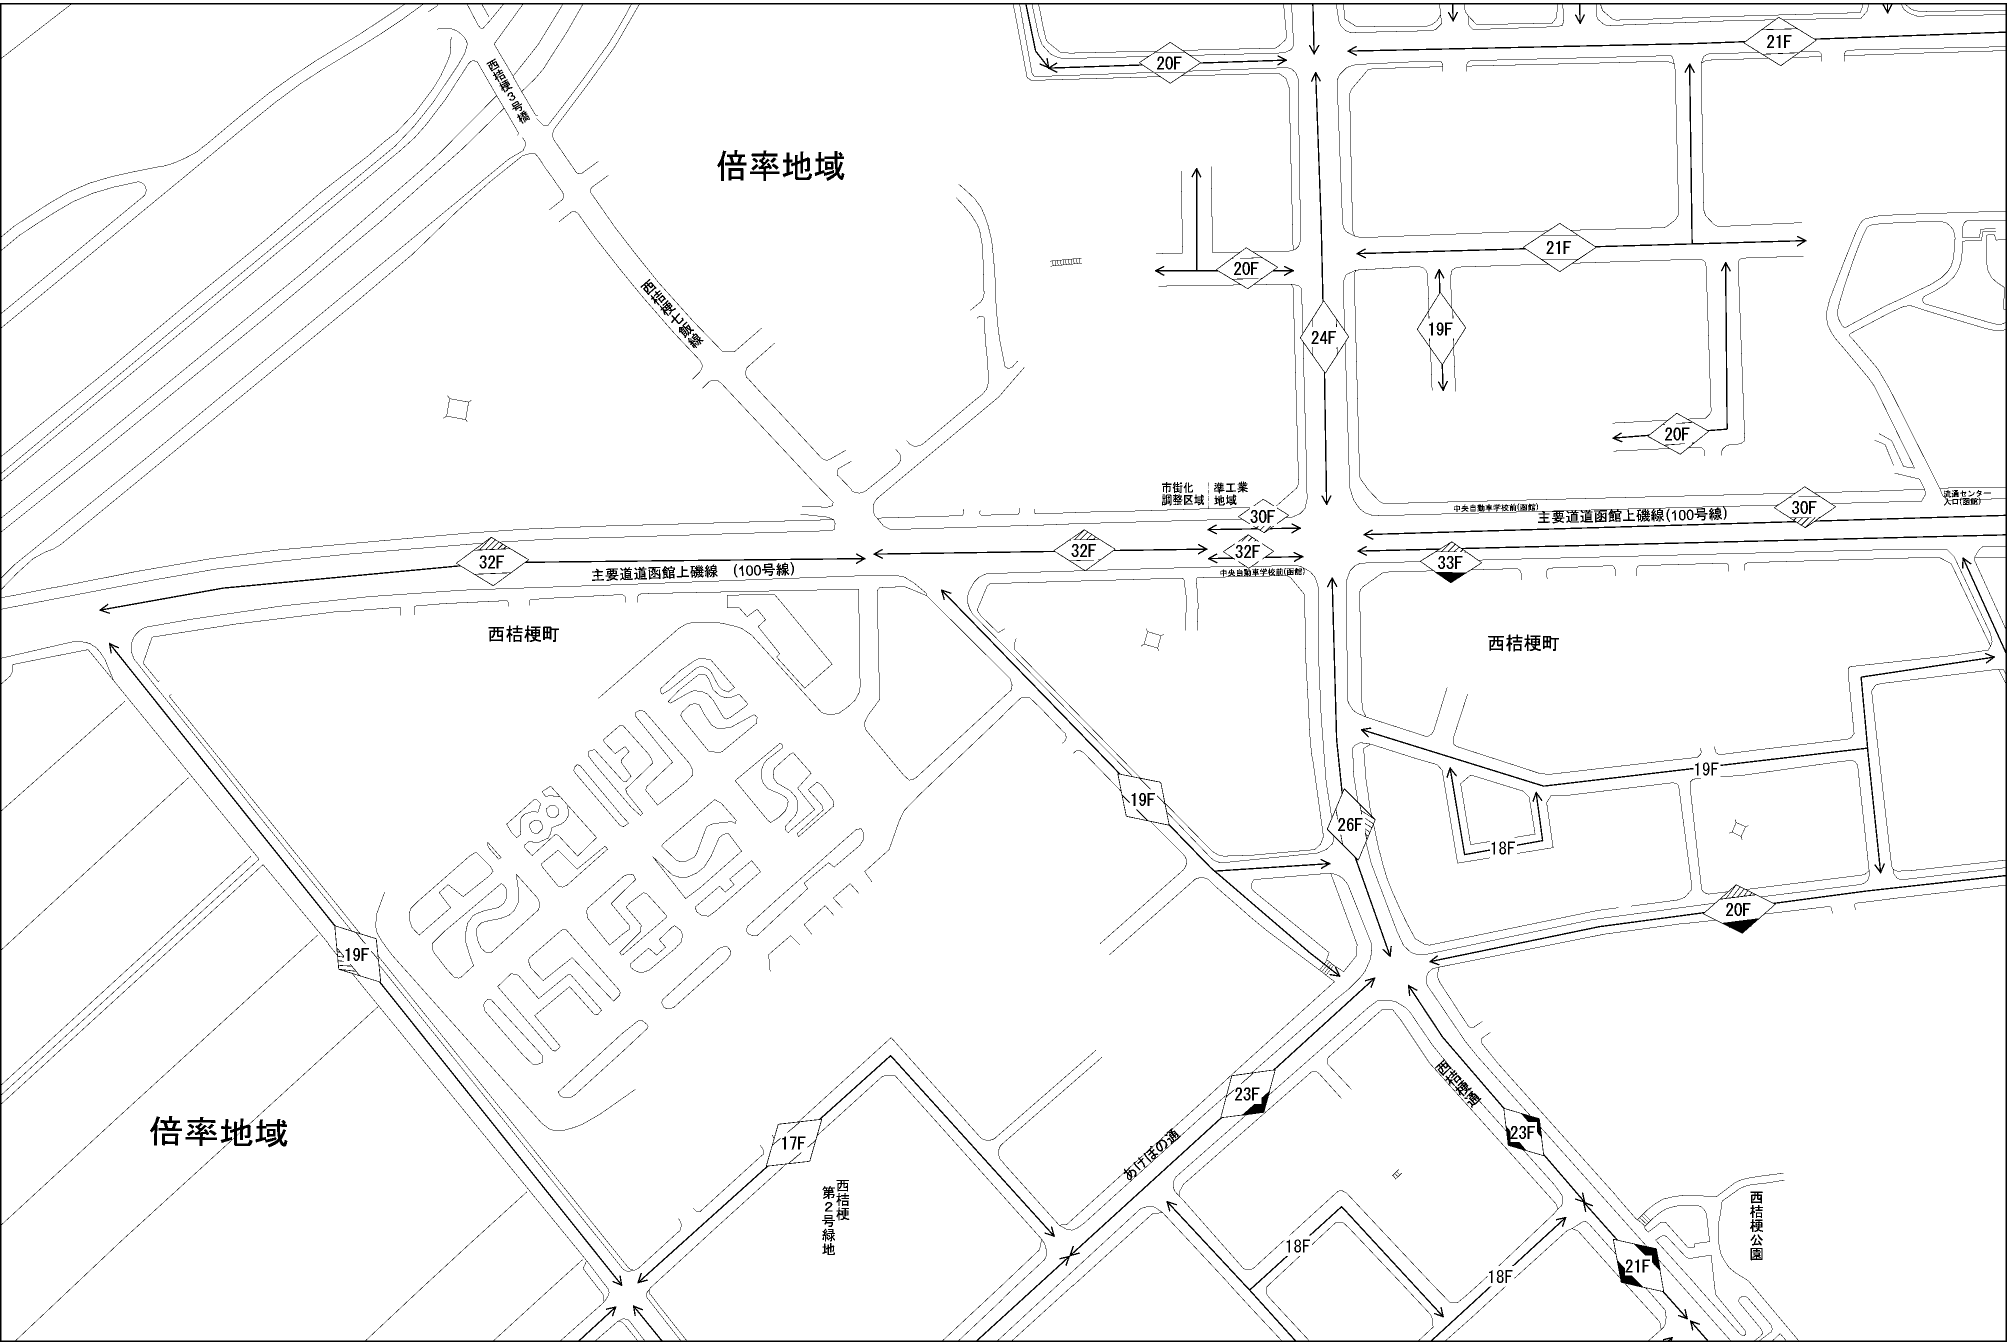 21F
20F
西桔梗3号橋
倍率地域
21F
20F
西桔梗七飯線
24F
19F
20F
市街化
調整区域
準工業
地域
流通センター
入口(函館)
中央自動車学校前(函館)
30F
30F
主要道道函館上磯線(100号線)
32F
32F
32F
33F
主要道道函館上磯線 (100号線)
中央自動車学校前(函館)
西桔梗町
西桔梗町
19F
19F
26F
18F
20F
19F
23F
西桔梗通
倍率地域
17F
23F
あけぼの通
西桔梗
第2号緑地
西桔梗公園
18F
21F
18F